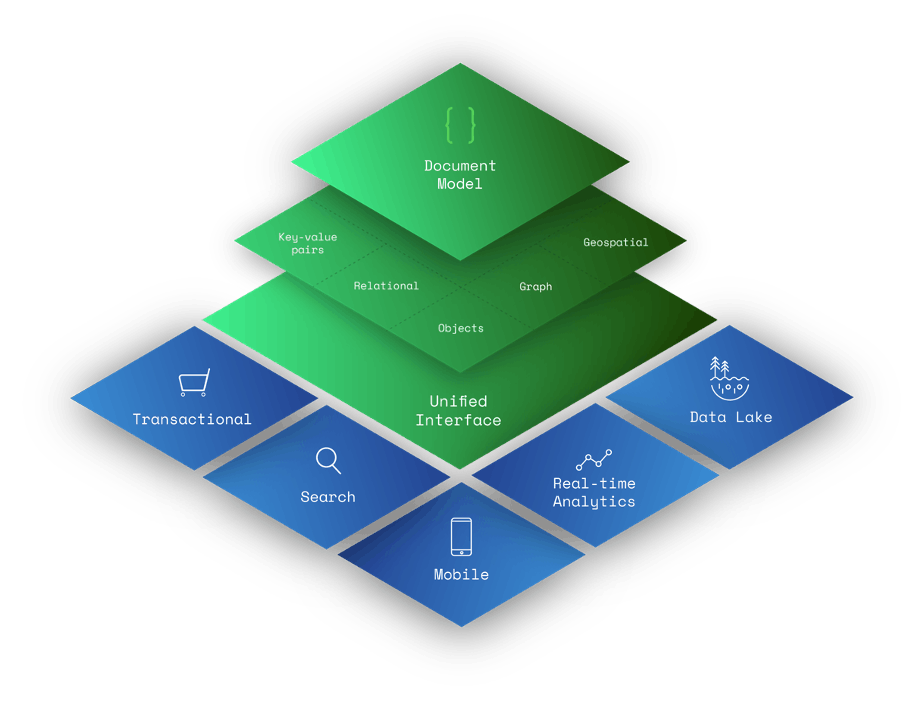 { }
Document
Model
Key-value
pairs
Geospatial
Relational
Graph
Objects
Unified
Interface
Transactional
Data Lake
Search
Real-time
Analytics
Mobile